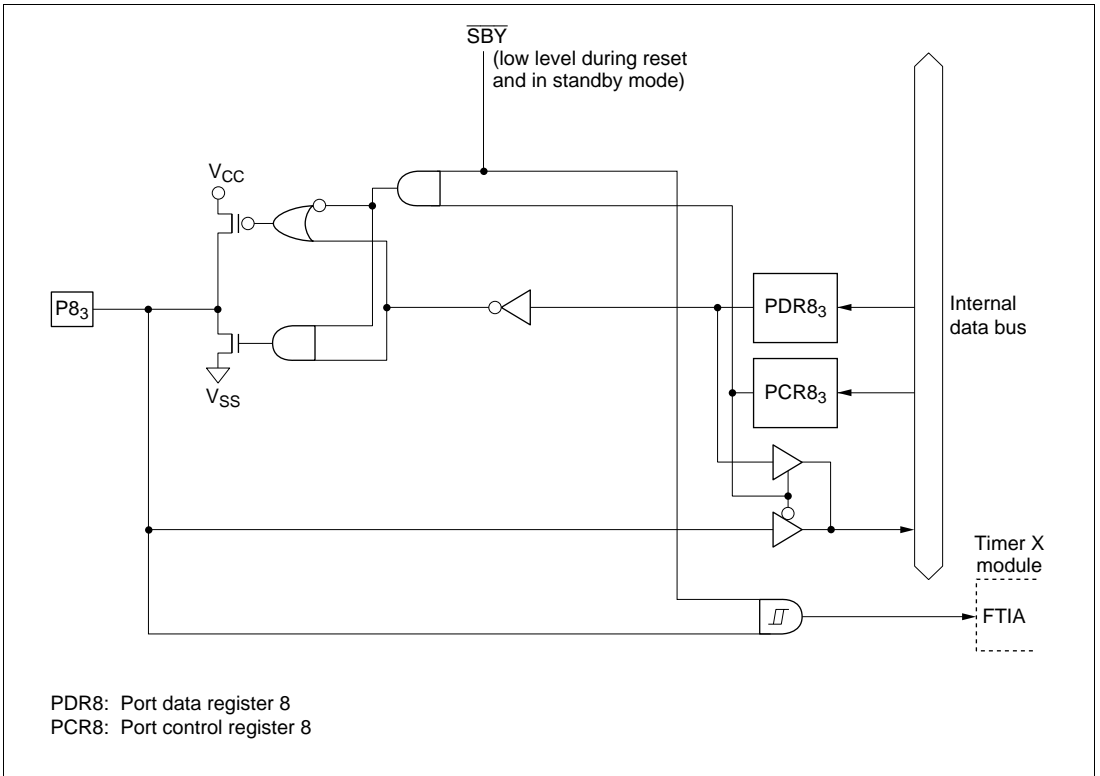 S̅B̅Y̅
(low level during reset
and in standby mode)
VCC
P83
VSS
PDR83
PCR83
Internal
data bus
Timer X
module
FTIA
PDR8: Port data register 8
PCR8: Port control register 8